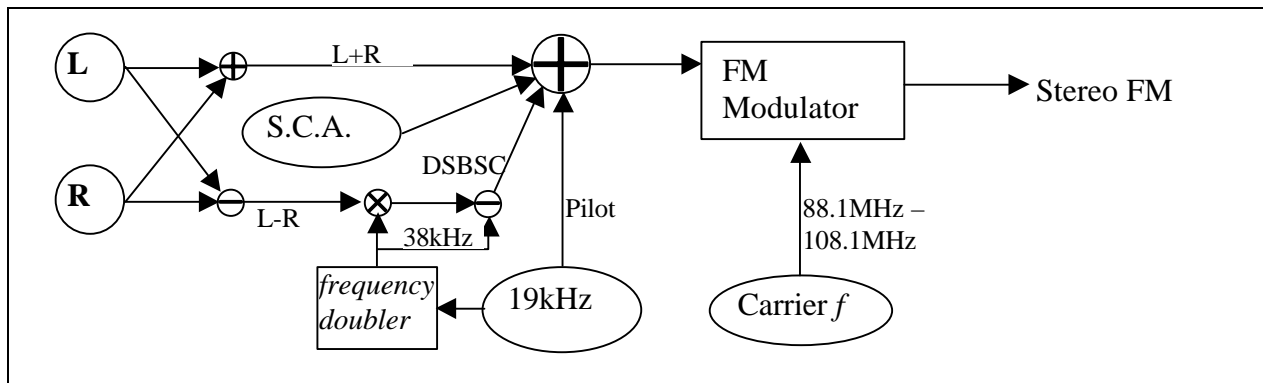 L
L+R
FM
Modulator
Stereo FM
S.C.A.
DSBSC
R
L-R
Pilot
88.1MHz –
108.1MHz
38kHz
frequency
doubler
19kHz
Carrier f